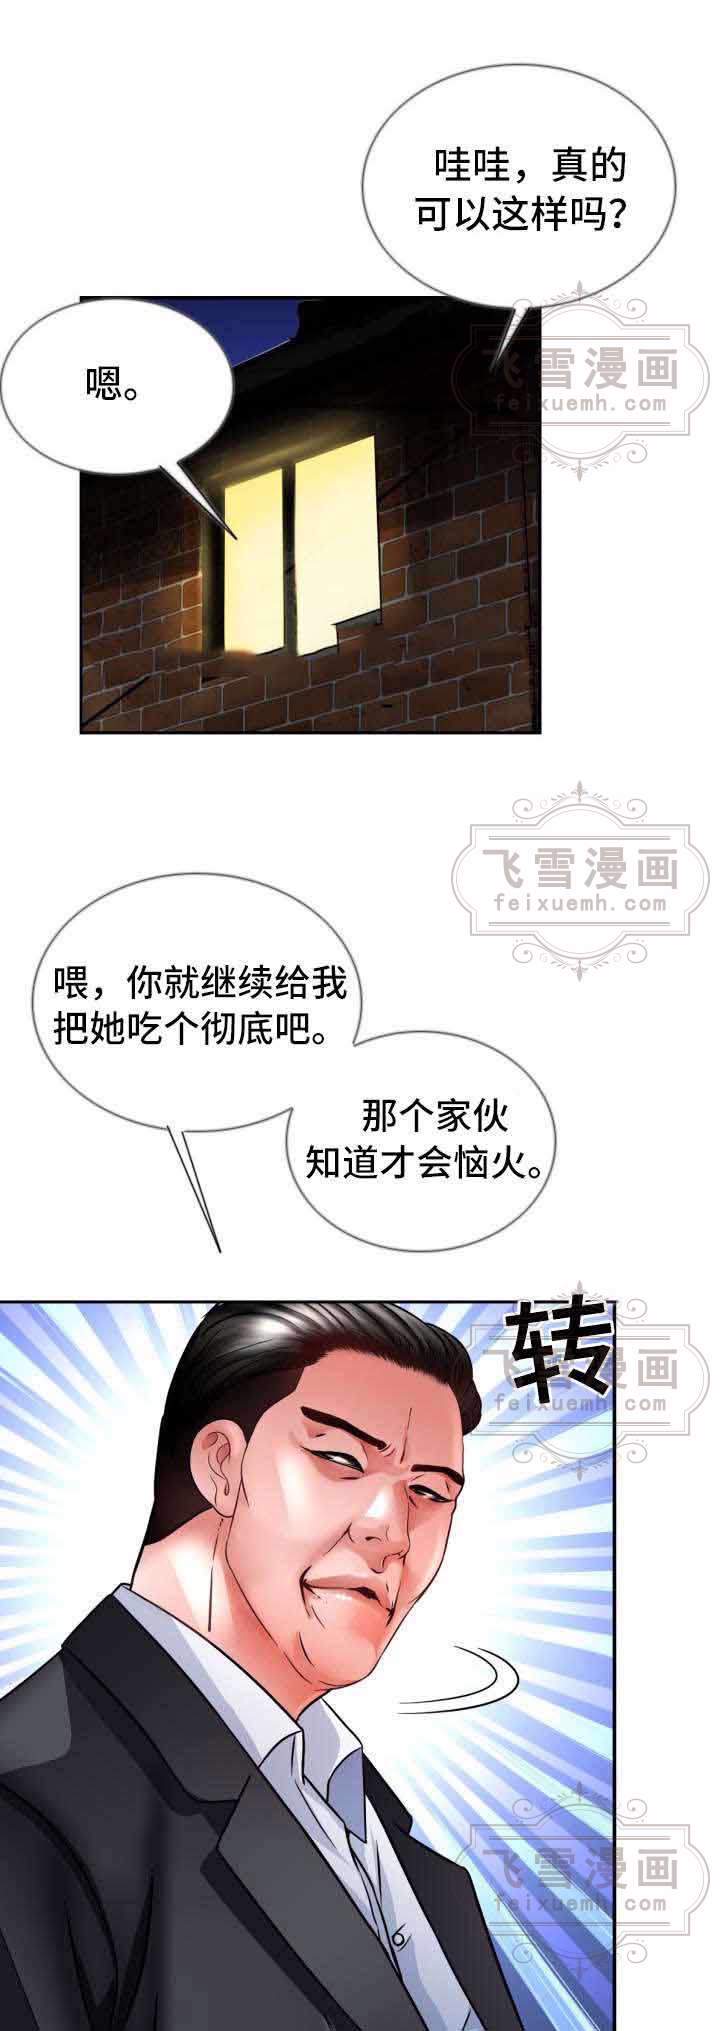 哇哇，真的
可以这样吗？
嗯。
飞雪漫画
feixuemh.com
飞雪漫画
feixuemh.com
喂，你就继续给我
把她吃个彻底吧。
那个家伙
知道才会恼火。
转
飞雪漫画
feixuemh.com
飞雪漫画
feixuemh.com